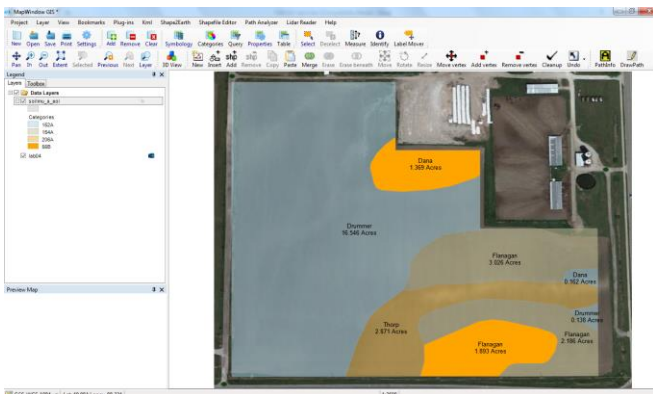 MapWindow GIS *
Project Layer View Bookmarks Plug-ins Kml Shape2Earth Shapefile Editor Path Analyzer Lidar Reader Help
New Open Save Print Settings Add Remove Clear Symbology Categories Query Properties Table Select Deselect Measure Identify Label Mover
Pan In Out Extent Selected Previous Next Layer 3D View New Insert Add Remove Copy Paste Merge Erase Erase beneath Move Rotate Resize Move vertex Add vertex Remove vertex Cleanup Undo PathInfo DrawPath
Legend
Layers Toolbox
Data Layers
Categories
152A
154A
206A
56B
Preview Map
Dana
1.369 Acres
Drummer
16.546 Acres
Flanagan
3.026 Acres
Dana
0.162 Acres
Drummer
0.136 Acres
Thorp
2.871 Acres
Flanagan
2.186 Acres
Flanagan
1.893 Acres